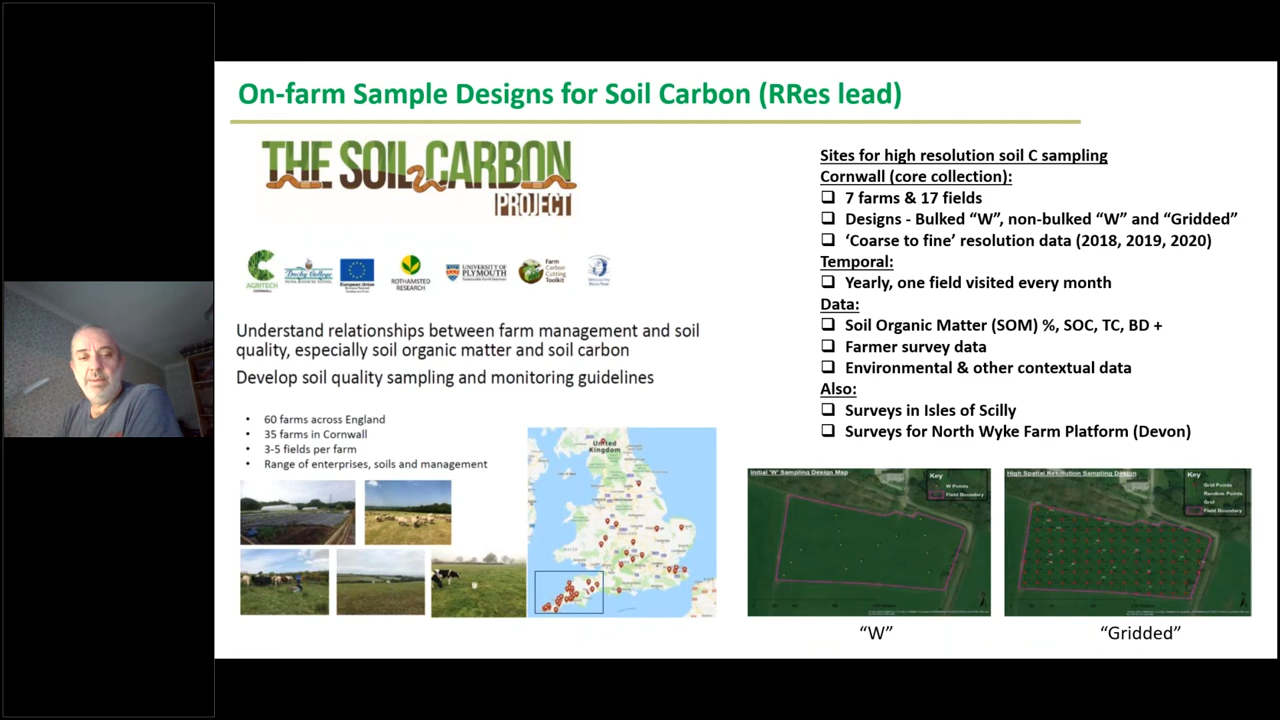 On-farm Sample Designs for Soil Carbon (RRes lead)
THE SOIL CARBON
PROJECT
AGRITECH
CORNWALL
Duchy College
European Union
ROTHAMSTED
RESEARCH
UNIVERSITY OF
PLYMOUTH
Farm
Carbon
Cutting
Toolkit
Understand relationships between farm management and soil
quality, especially soil organic matter and soil carbon
Develop soil quality sampling and monitoring guidelines
• 60 farms across England
• 35 farms in Cornwall
• 3-5 fields per farm
• Range of enterprises, soils and management
United
Kingdom
Sites for high resolution soil C sampling
Cornwall (core collection):
❑ 7 farms & 17 fields
❑ Designs - Bulked “W”, non-bulked “W” and “Gridded”
❑ ‘Coarse to fine’ resolution data (2018, 2019, 2020)
Temporal:
❑ Yearly, one field visited every month
Data:
❑ Soil Organic Matter (SOM) %, SOC, TC, BD +
❑ Farmer survey data
❑ Environmental & other contextual data
Also:
❑ Surveys in Isles of Scilly
❑ Surveys for North Wyke Farm Platform (Devon)
Initial 'W' Sampling Design Map
Key
W Points
Field Boundary
High Spatial Resolution Sampling Design
Key
Grid Points
Random Points
Grid
Field Boundary
“W”
“Gridded”